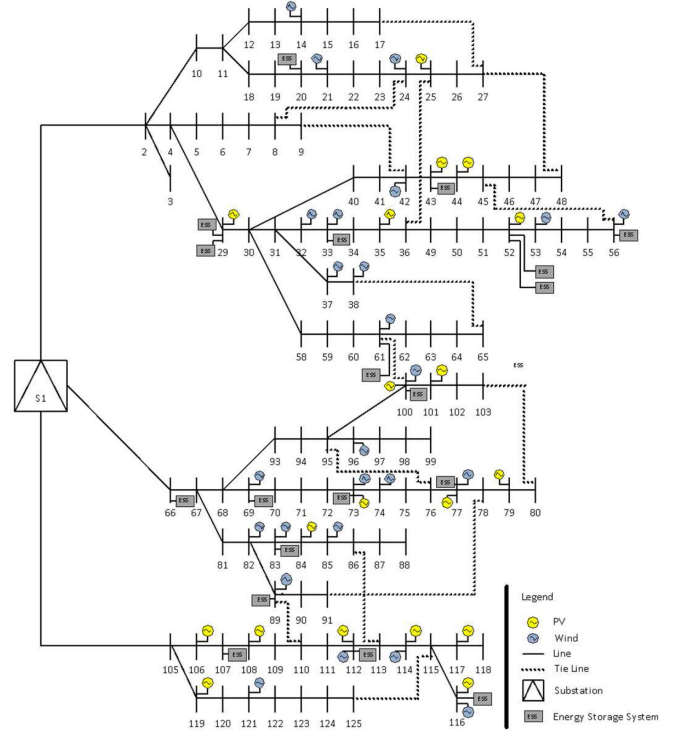 12 13 14 15 16 17
10 11
ESS
18 19 20 21 22 23 24 25 26 27
2 4 5 6 7 8 9
3
40 41 42 43 44 45 46 47 48
ESS
ESS
ESS
29 30 31 32 33 34 35 36 49 50 51 52 53 54 55 56
ESS
ESS
ESS
ESS
37 38
58 59 60 61 62 63 64 65
ESS
ESS
100 101 102 103
ESS
S1
93 94 95 96 97 98 99
66 67 68 69 70 71 72 73 74 75 76 77 78 79 80
ESS
ESS
ESS
ESS
81 82 83 84 85 86 87 88
ESS
89 90 91
ESS
105 106 107 108 109 110 111 112 113 114 115 117 118
ESS
ESS
119 120 121 122 123 124 125
116
ESS
Legend
PV
Wind
Line
Tie Line
Substation
ESS
Energy Storage System